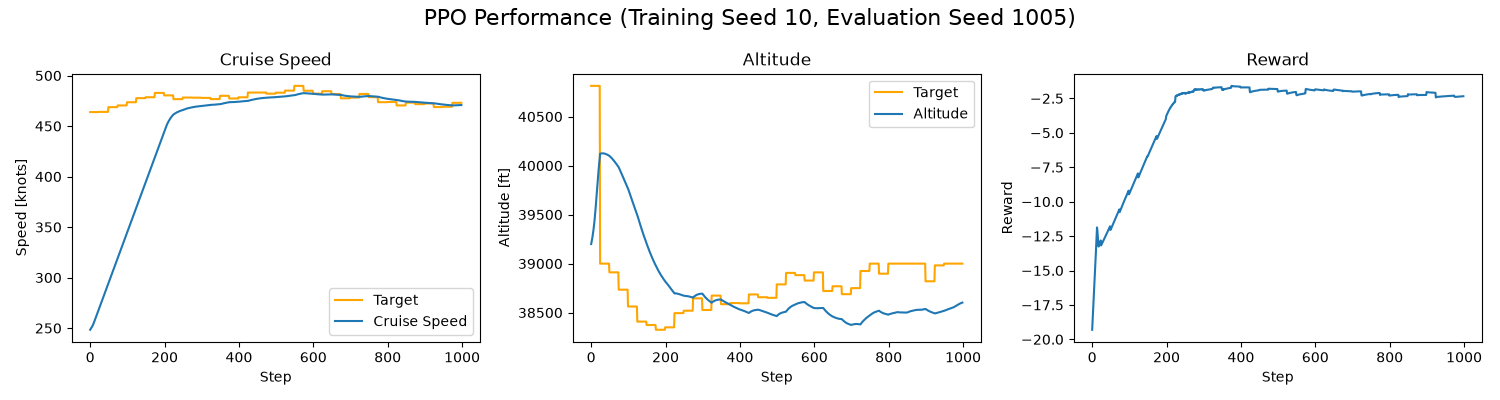 PPO Performance (Training Seed 10, Evaluation Seed 1005)
Cruise Speed
Speed [knots]
500
450
400
350
300
250
0
200
400
600
800
1000
Step
Target
Cruise Speed
Altitude
Altitude [ft]
40500
40000
39500
39000
38500
0
200
400
600
800
1000
Step
Target
Altitude
Reward
Reward
−2.5
−5.0
−7.5
−10.0
−12.5
−15.0
−17.5
−20.0
0
200
400
600
800
1000
Step